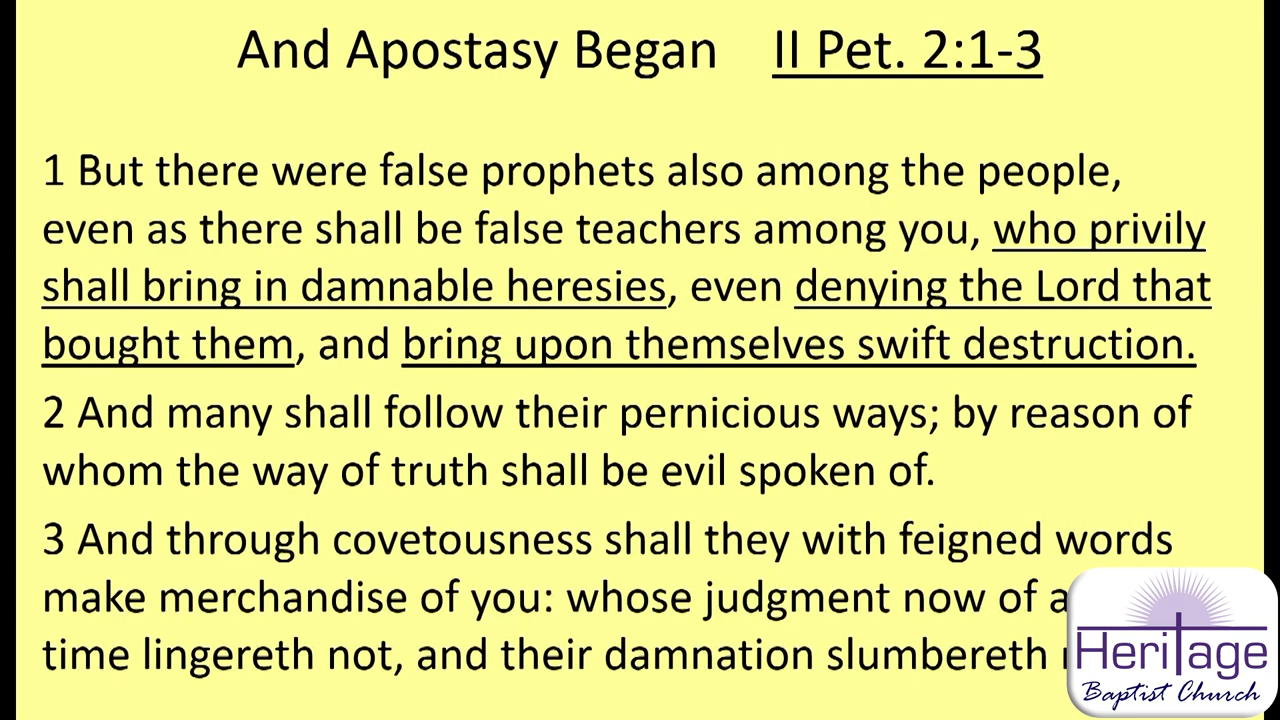 And Apostasy Began II Pet. 2:1-3
1 But there were false prophets also among the people,
even as there shall be false teachers among you, who privily
shall bring in damnable heresies, even denying the Lord that
bought them, and bring upon themselves swift destruction.
2 And many shall follow their pernicious ways; by reason of
whom the way of truth shall be evil spoken of.
3 And through covetousness shall they with feigned words
make merchandise of you: whose judgment now of a
time lingereth not, and their damnation slumbereth
Heritage
Baptist Church